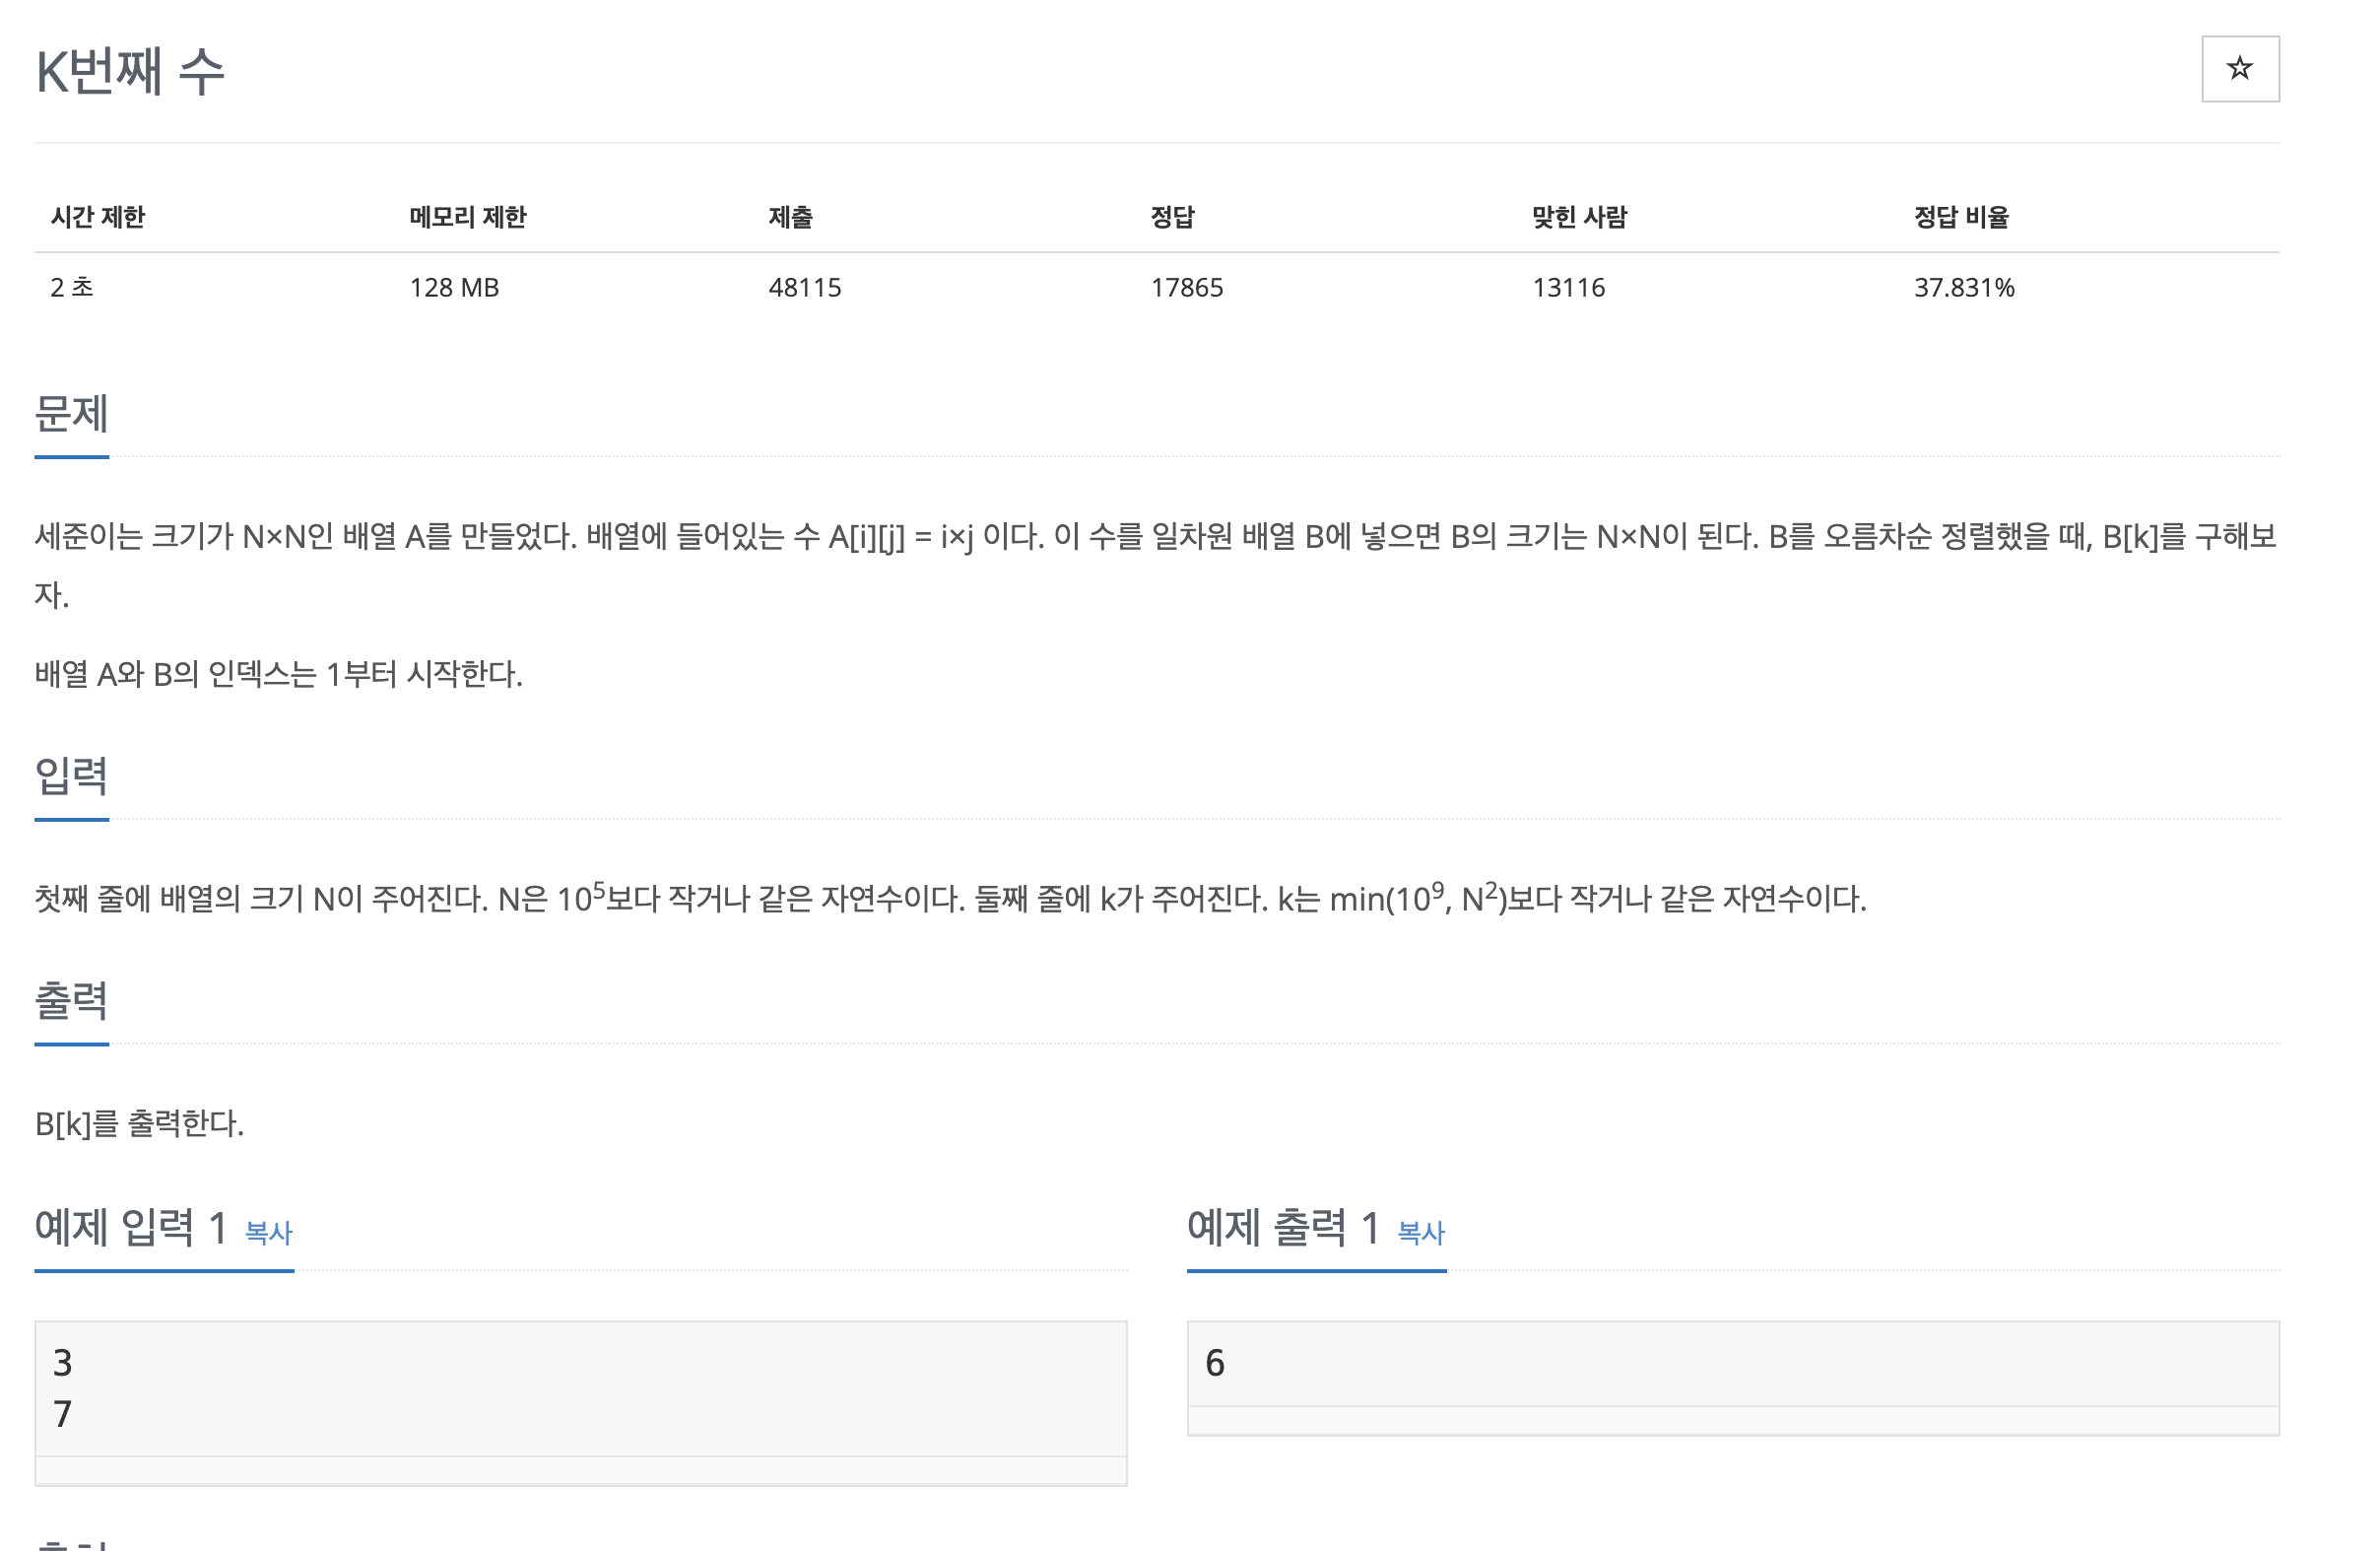 K번째 수
시간 제한 메모리 제한 제출 정답 맞힌 사람 정답 비율
2 초 128 MB 48115 17865 13116 37.831%
문제
세준이는 크기가 N×N인 배열 A를 만들었다. 배열에 들어있는 수 A[i][j] = i×j 이다. 이 수를 일차원 배열 B에 넣으면 B의 크기는 N×N이 된다. B를 오름차순 정렬했을 때, B[k]를 구해보
자.
배열 A와 B의 인덱스는 1부터 시작한다.
입력
첫째 줄에 배열의 크기 N이 주어진다. N은 10⁵보다 작거나 같은 자연수이다. 둘째 줄에 k가 주어진다. k는 min(10⁹, N²)보다 작거나 같은 자연수이다.
출력
B[k]를 출력한다.
예제 입력 1 복사
3
7
예제 출력 1 복사
6